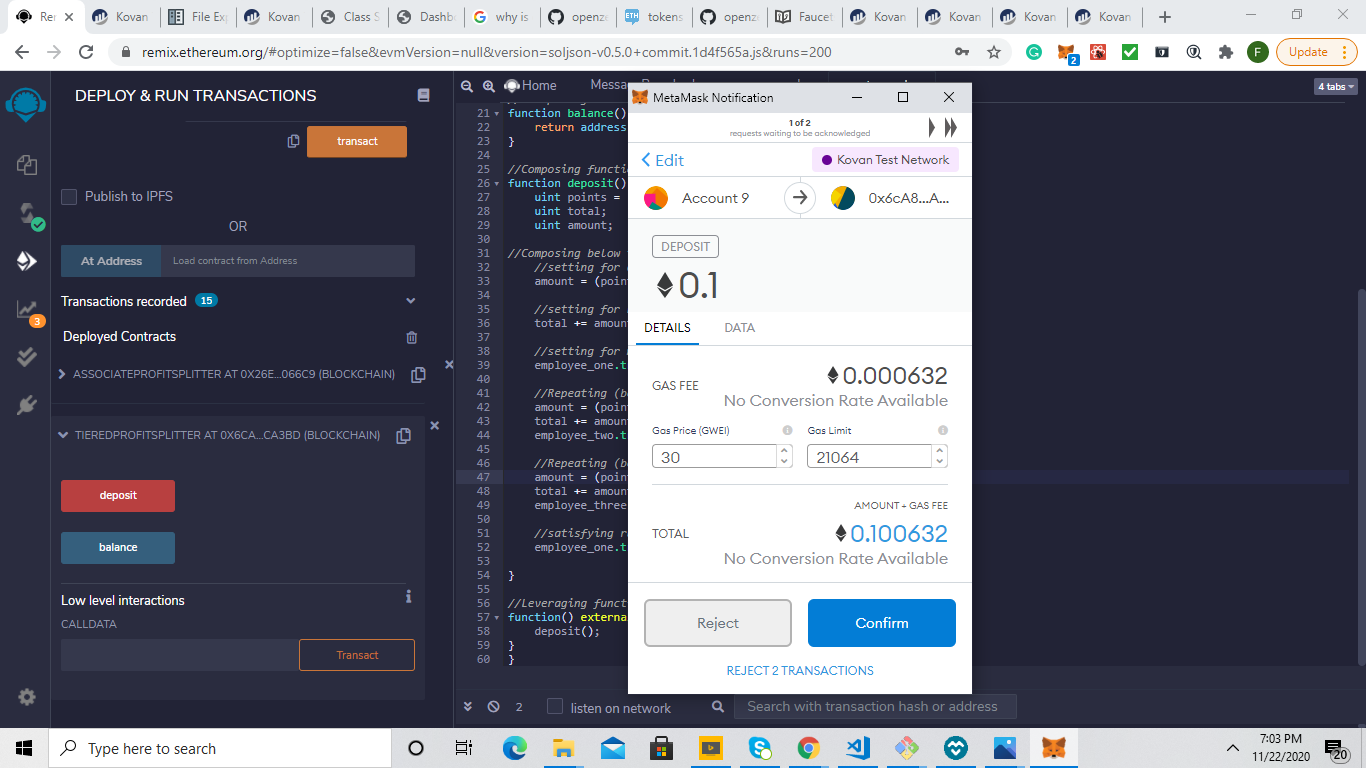 Re
Kovan
File Exp
Kovan
Class S
Dashb
why is
openz
tokens
openz
Faucet
Kovan
Kovan
Kovan
Kovan
remix.ethereum.org/#optimize=false&evmVersion=null&version=soljson-v0.5.0+commit.1d4f565a.js&runs=200
2
F
Update
DEPLOY & RUN TRANSACTIONS
transact
Publish to IPFS
OR
At Address
Load contract from Address
Transactions recorded 15
Deployed Contracts
3
ASSOCIATEPROFITSPLITTER AT 0X26E...066C9 (BLOCKCHAIN)
TIEREDPROFITSPLITTER AT 0X6CA...CA3BD (BLOCKCHAIN)
deposit
balance
Low level interactions
CALLDATA
Transact
Home
4 tabs
21 function balance()
22 return address
23 }
24
25 //Composing functi
26 function deposit()
27 uint points =
28 uint total;
29 uint amount;
30
31 //Composing below
32 //setting for
33 amount = (poin
34
35 //setting for
36 total += amoun
37
38 //setting for
39 employee_one.t
40
41 //Repeating (b
42 amount = (poin
43 total += amoun
44 employee_two.t
45
46 //Repeating (b
47 amount = (poin
48 total += amoun
49 employee_three
50
51 //satisfying r
52 employee_one.t
53
54 }
55
56 //Leveraging funct
57 function() externa
58 deposit();
59 }
60 }
2
listen on network
Search with transaction hash or address
MetaMask Notification
1 of 2
requests waiting to be acknowledged
Edit
Kovan Test Network
Account 9
0x6cA8...A...
DEPOSIT
0.1
DETAILS
DATA
GAS FEE
0.000632
No Conversion Rate Available
Gas Price (GWEI)
Gas Limit
30
21064
AMOUNT + GAS FEE
TOTAL
0.100632
No Conversion Rate Available
Reject
Confirm
REJECT 2 TRANSACTIONS
Type here to search
7:03 PM
11/22/2020
20